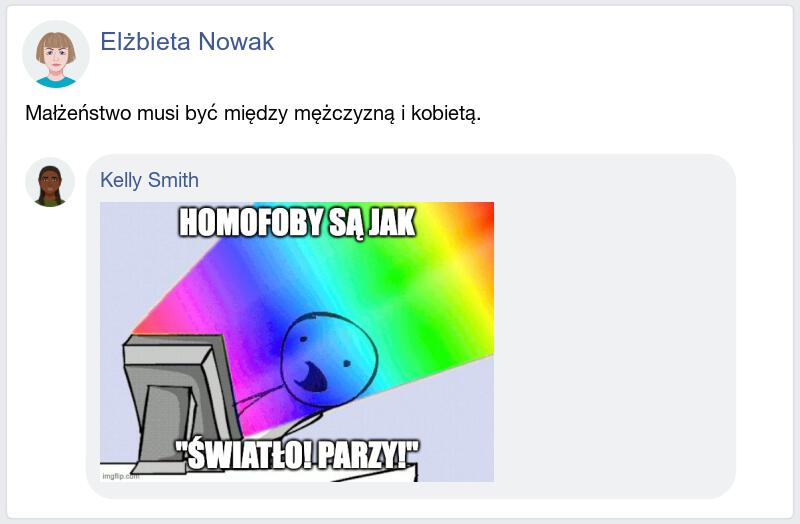 Elżbieta Nowak
Małżeństwo musi być między mężczyzną i kobietą.
Kelly Smith
HOMOFOBY SĄ JAK
"ŚWIATŁO! PARZY!"
imgflip.com